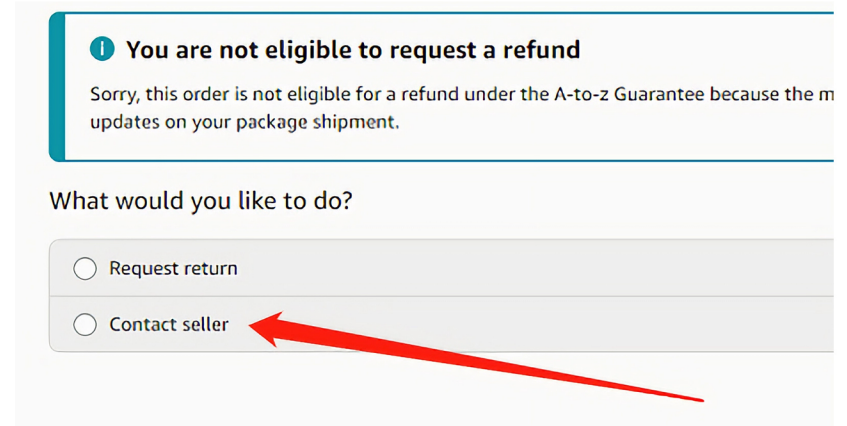 You are not eligible to request a refund
Sorry, this order is not eligible for a refund under the A-to-z Guarantee because the
updates on your package shipment.
What would you like to do?
Request return
Contact seller